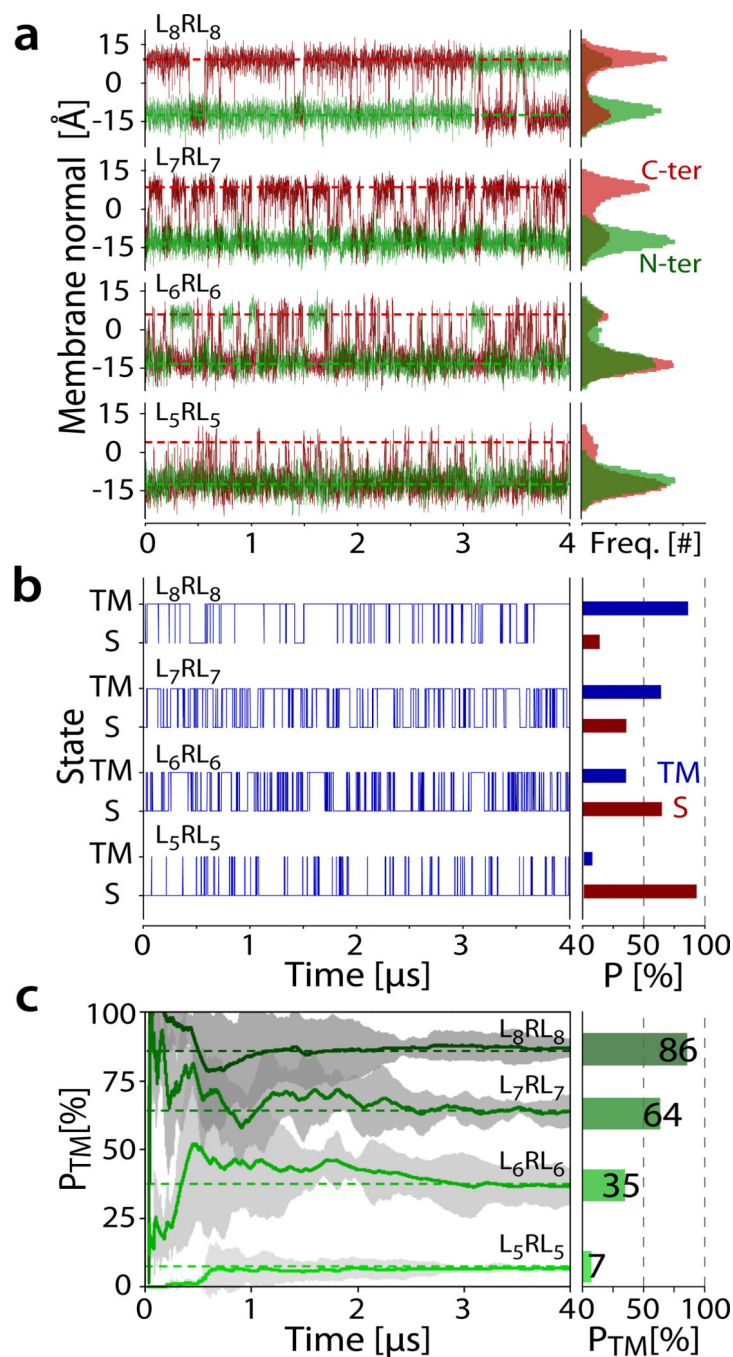 a
L8RL8
15
0
-15
L7RL7
15
0
-15
C-ter
N-ter
L6RL6
15
0
-15
L5RL5
15
0
-15
Membrane normal [Å]
0 1 2 3 4
Freq. [#]
b
L8RL8
TM
S
L7RL7
TM
S
L6RL6
TM
S
TM
S
L5RL5
TM
S
State
0 1 2 3 4
Time [µs]
0 50 100
P [%]
c
100
75
50
25
0
PTM[%]
L8RL8
86
L7RL7
64
L6RL6
35
L5RL5
7
0 1 2 3 4
Time [µs]
0 50 100
PTM[%]